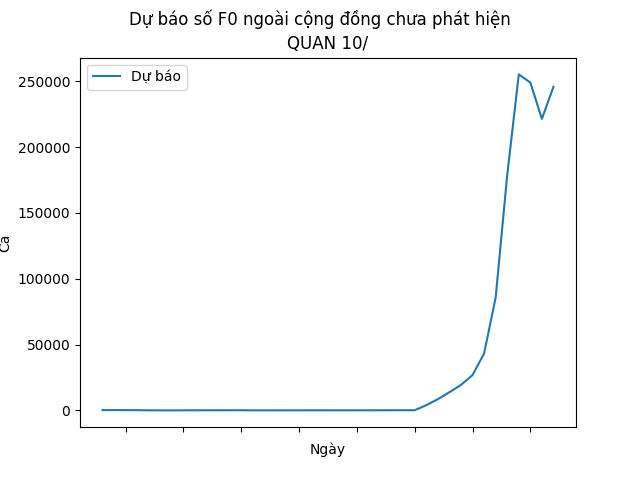 Dự báo số F0 ngoài cộng đồng chưa phát hiện
QUAN 10/
Dự báo
250000
200000
150000
100000
50000
0
Ca
Ngày